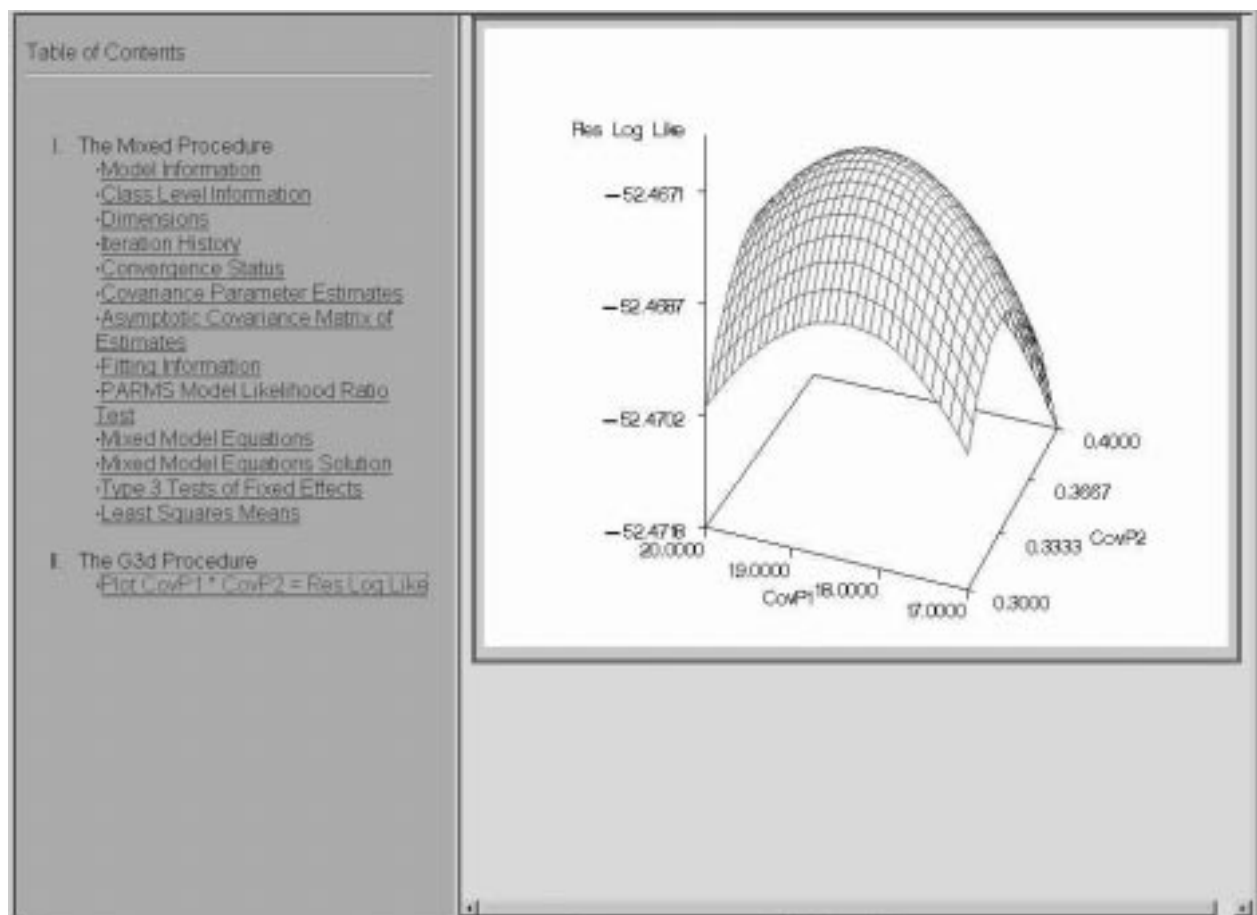 Table of Contents
I. The Mixed Procedure
·Model Information
·Class Level Information
·Dimensions
·Iteration History
·Convergence Status
·Covariance Parameter Estimates
·Asymptotic Covariance Matrix of
Estimates
·Fitting Information
·PARMS Model Likelihood Ratio
Test
·Mixed Model Equations
·Mixed Model Equations Solution
·Type 3 Tests of Fixed Effects
·Least Squares Means
II. The G3d Procedure
·Plot CovP1 * CovP2 = Res Log Like
Res Log Like
-52.4671
-52.4687
-52.4702
-52.4718
20.0000
19.0000
CovP1
18.0000
17.0000
0.4000
0.3667
0.3333
CovP2
0.3000